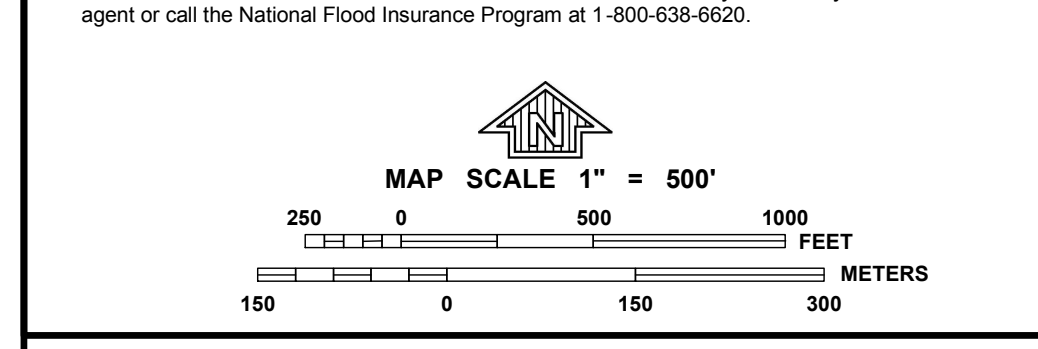 agent or call the National Flood Insurance Program at 1-800-638-6620.
N
MAP SCALE 1" = 500'
250 0 500 1000
FEET
METERS
150 0 150 300